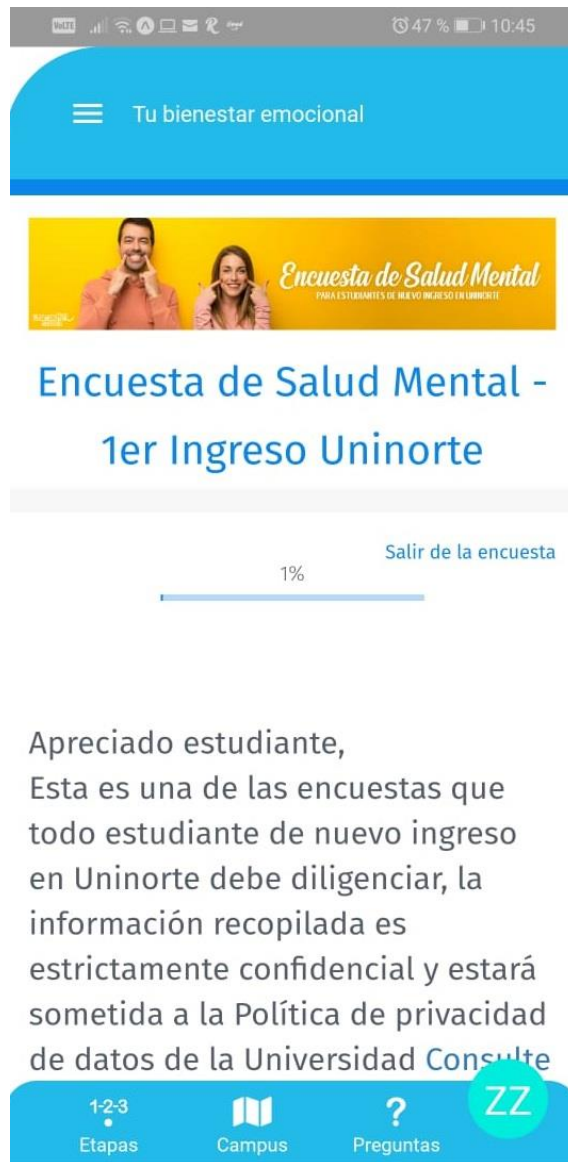 VoLTE 47 % 10:45
Tu bienestar emocional
Encuesta de Salud Mental
PARA ESTUDIANTES DE NUEVO INGRESO EN UNINORTE
Encuesta de Salud Mental -
1er Ingreso Uninorte
Salir de la encuesta
1%
Apreciado estudiante,
Esta es una de las encuestas que
todo estudiante de nuevo ingreso
en Uninorte debe diligenciar, la
información recopilada es
estrictamente confidencial y estará
sometida a la Política de privacidad
de datos de la Universidad Consulte
1-2-3
Etapas
Campus
?
Preguntas
ZZ